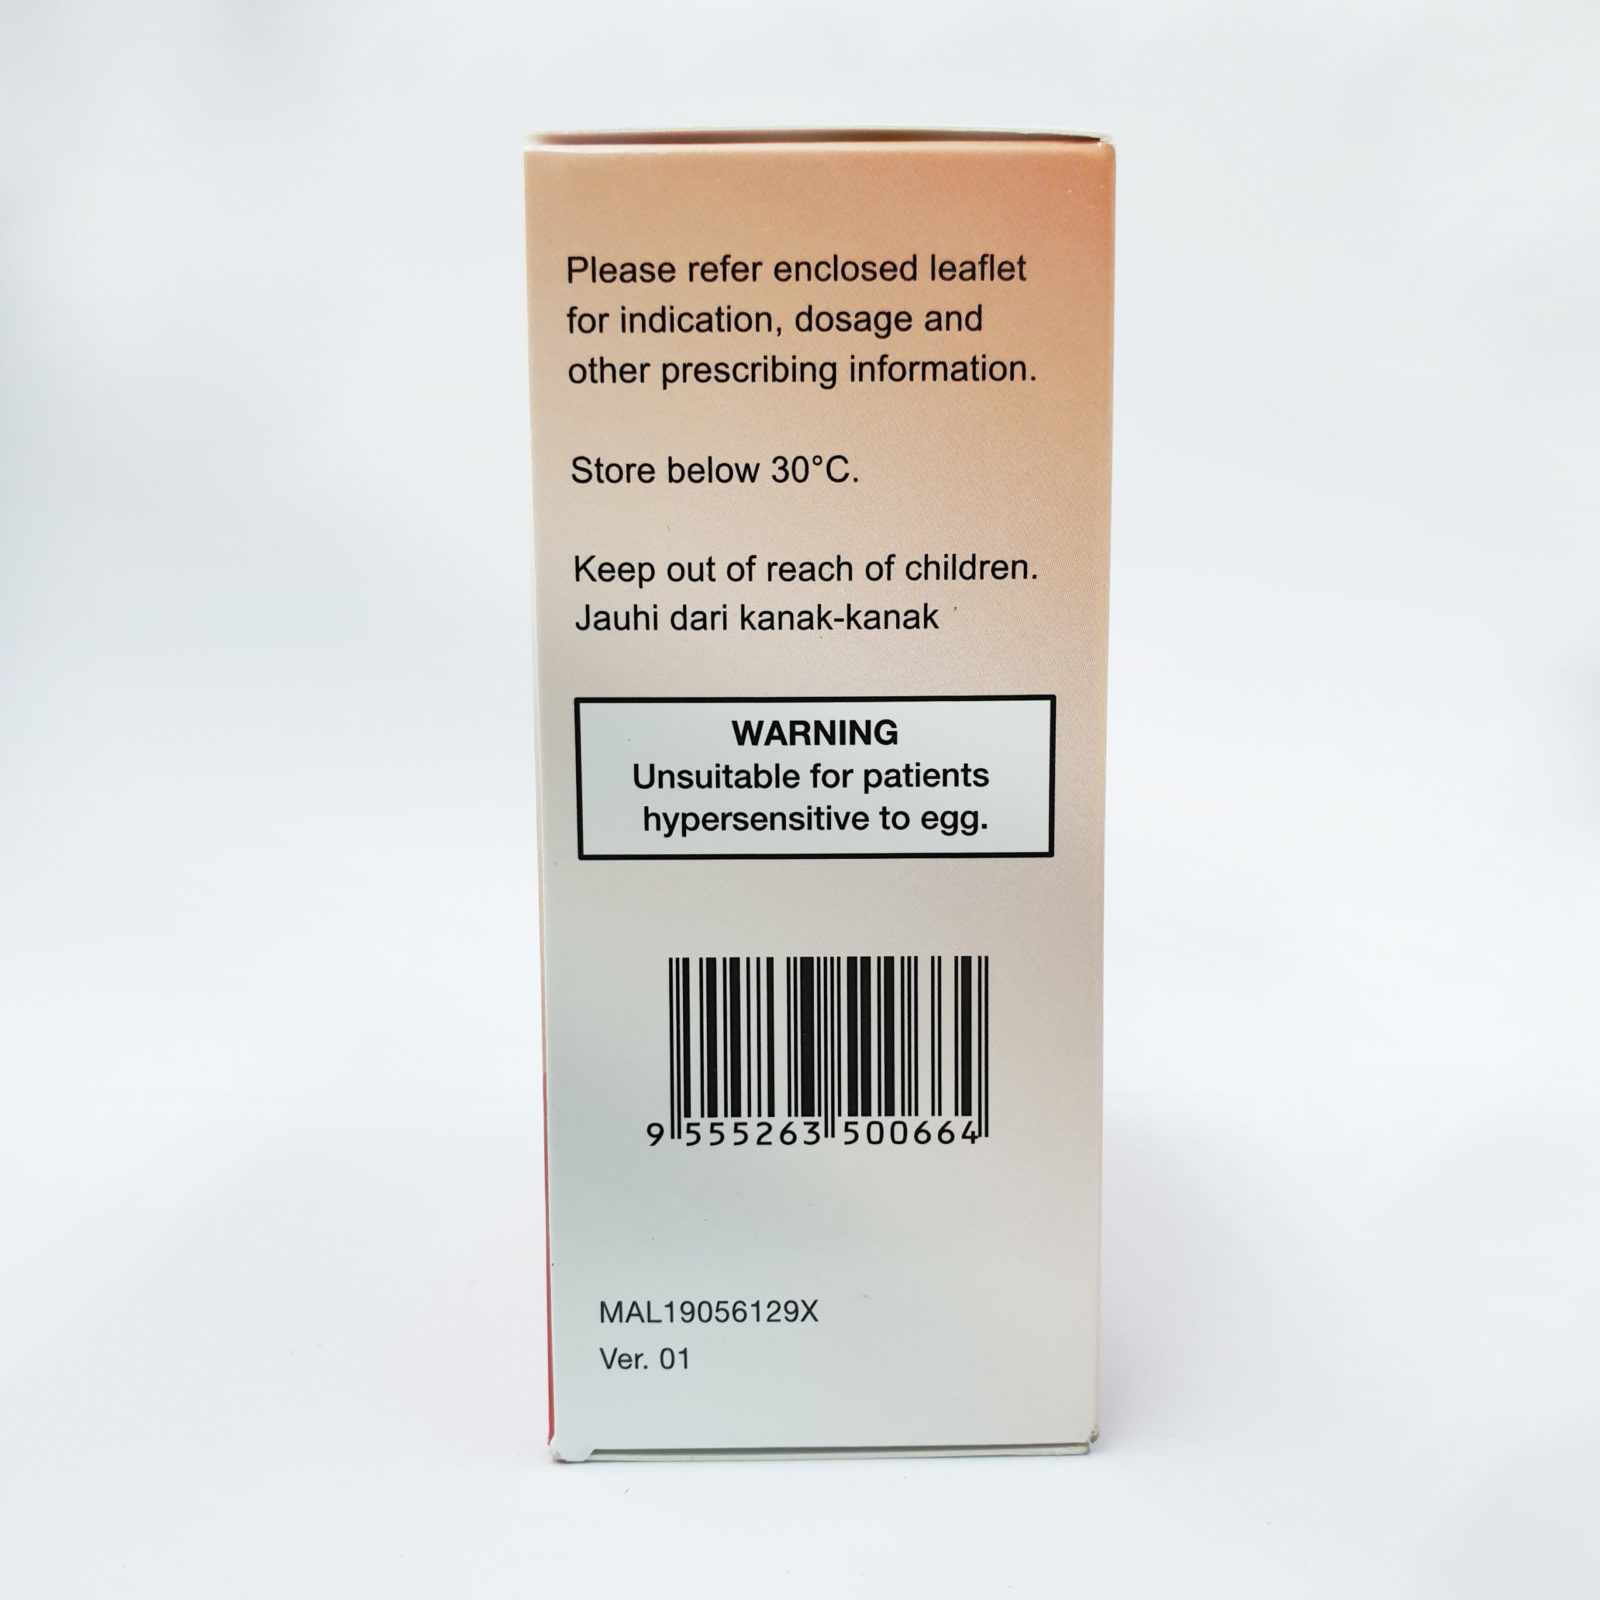 Please refer enclosed leaflet
for indication, dosage and
other prescribing information.
Store below 30°C.
Keep out of reach of children.
Jauhi dari kanak-kanak
WARNING
Unsuitable for patients
hypersensitive to egg.
9 555263 500664
MAL19056129X
Ver. 01